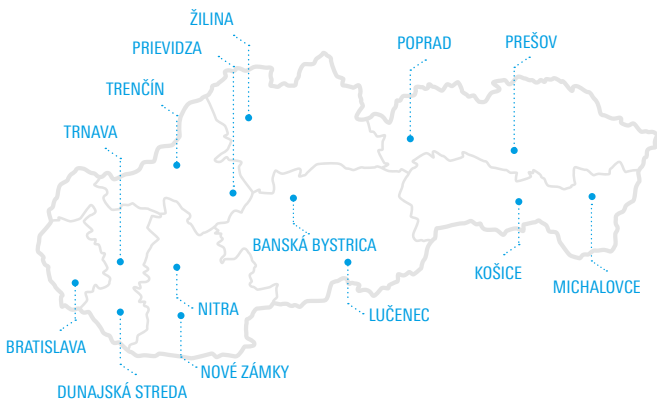 ŽILINA
PRIEVIDZA
POPRAD
PREŠOV
TRENČÍN
TRNAVA
BANSKÁ BYSTRICA
KOŠICE
MICHALOVCE
NITRA
LUČENEC
BRATISLAVA
NOVÉ ZÁMKY
DUNAJSKÁ STREDA